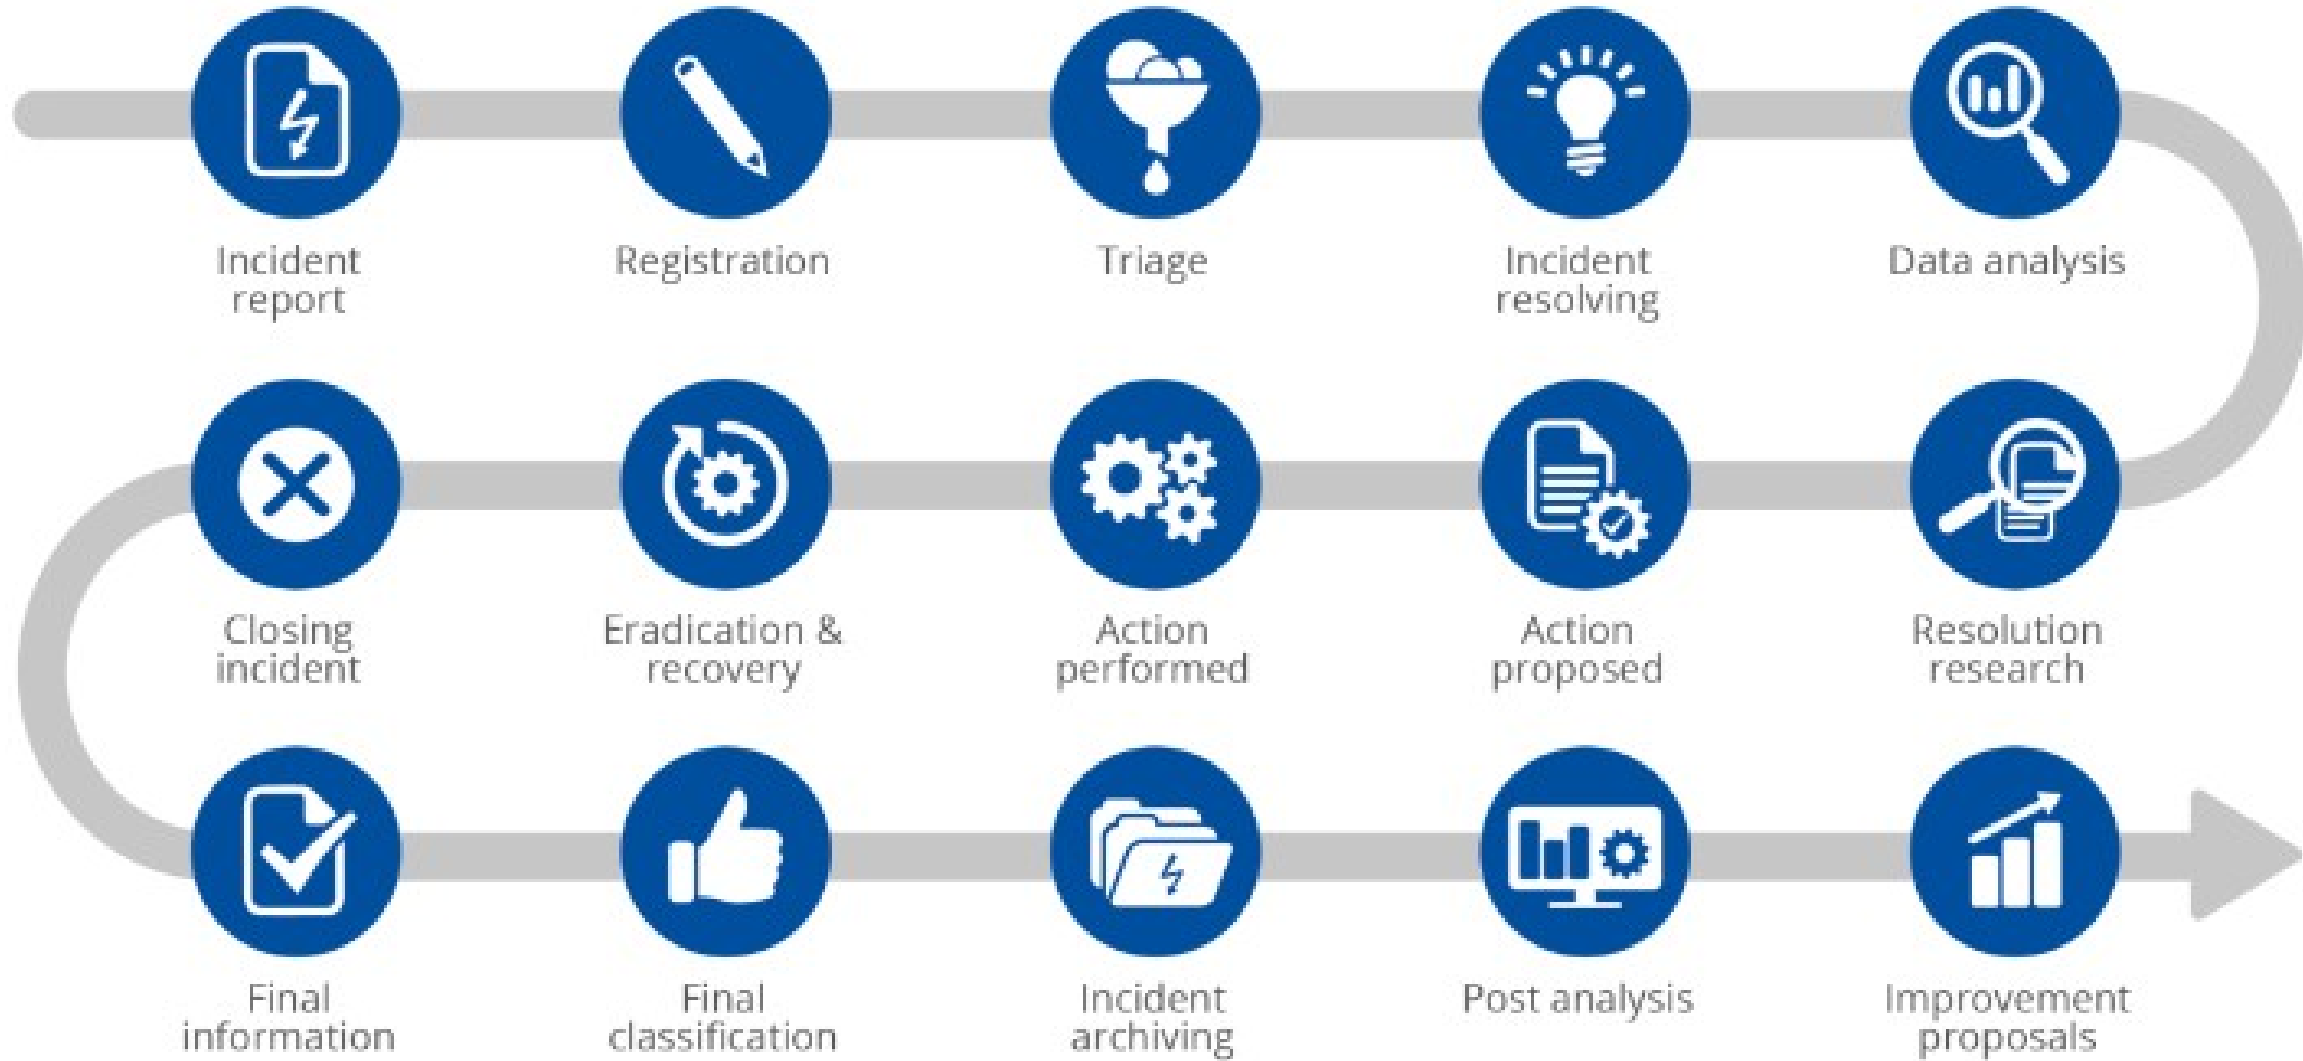 Incident
report
Registration
Triage
Incident
resolving
Data analysis
Closing
incident
Eradication &
recovery
Action
performed
Action
proposed
Resolution
research
Final
information
Final
classification
Incident
archiving
Post analysis
Improvement
proposals